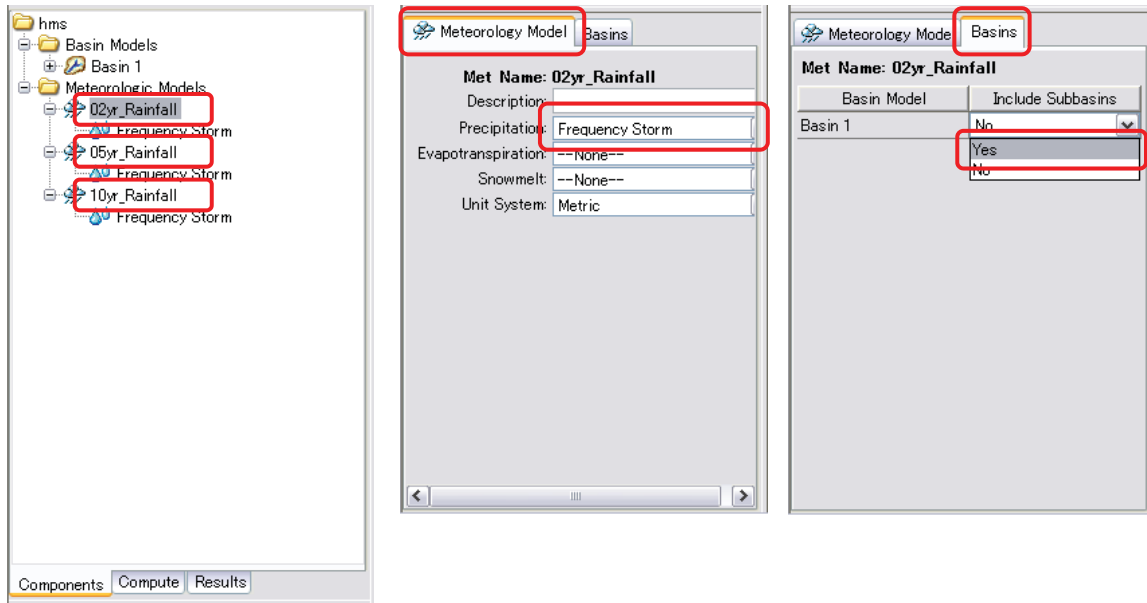 hms
Basin Models
Basin 1
Meteorologic Models
02yr_Rainfall
Frequency Storm
05yr_Rainfall
Frequency Storm
10yr_Rainfall
Frequency Storm
Components Compute Results
Meteorology Model Basins
Met Name: 02yr_Rainfall
Description:
Precipitation: Frequency Storm
Evapotranspiration: --None--
Snowmelt: --None--
Unit System: Metric
Meteorology Mode Basins
Met Name: 02yr_Rainfall
Basin Model Include Subbasins
Basin 1 No
Yes
No